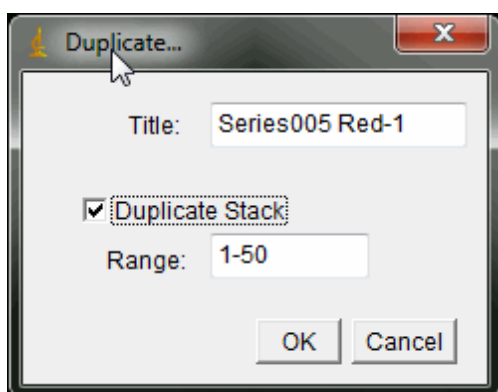 Duplicate...
Title: Series005 Red-1
Duplicate Stack
Range: 1-50
OK Cancel